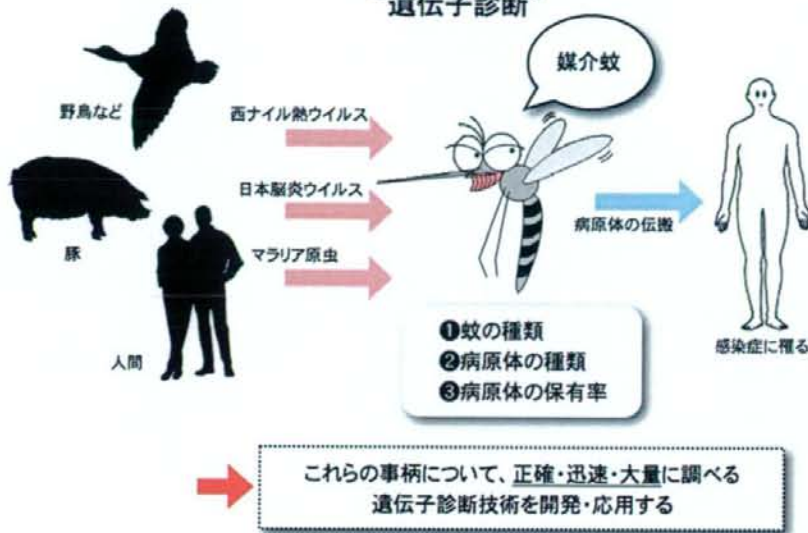 遺伝子診断
媒介蚊
野鳥など
西ナイル熱ウイルス
日本脳炎ウイルス
豚
マラリア原虫
病原体の伝搬
人間
感染症に罹る
❶蚊の種類
❷病原体の種類
❸病原体の保有率
これらの事柄について、正確・迅速・大量に調べる
遺伝子診断技術を開発・応用する